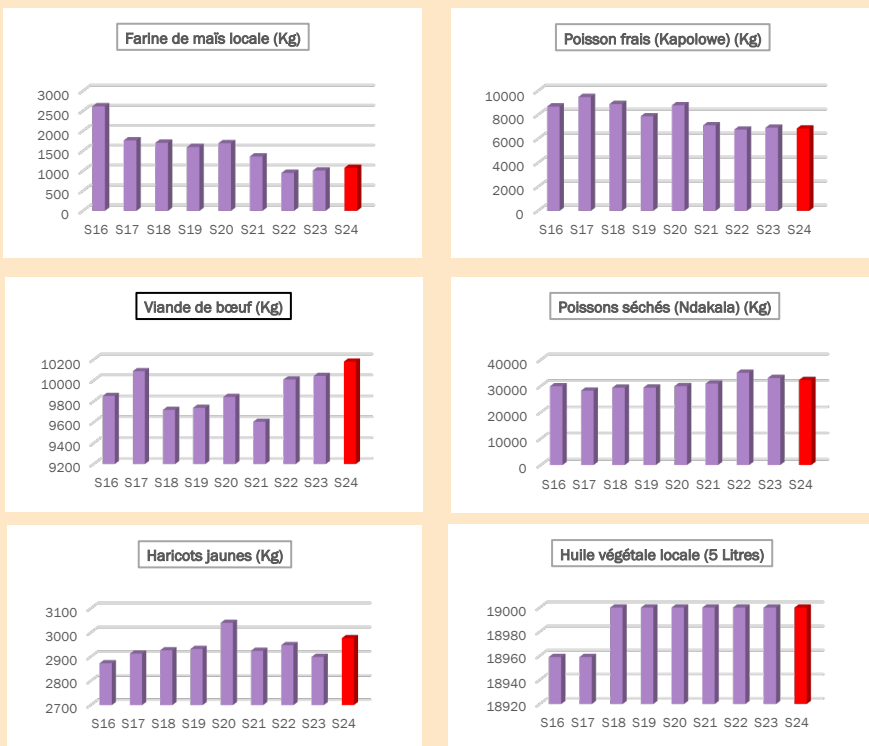 Farine de maïs locale (Kg)
3000
2500
2000
1500
1000
500
0
S16 S17 S18 S19 S20 S21 S22 S23 S24
Poisson frais (Kapolowe) (Kg)
10000
8000
6000
4000
2000
0
S16 S17 S18 S19 S20 S21 S22 S23 S24
Viande de bœuf (Kg)
10200
10000
9800
9600
9400
9200
S16 S17 S18 S19 S20 S21 S22 S23 S24
Poissons séchés (Ndakala) (Kg)
40000
30000
20000
10000
0
S16 S17 S18 S19 S20 S21 S22 S23 S24
Haricots jaunes (Kg)
3100
3000
2900
2800
2700
S16 S17 S18 S19 S20 S21 S22 S23 S24
Huile végétale locale (5 Litres)
19000
18980
18960
18940
18920
S16 S17 S18 S19 S20 S21 S22 S23 S24